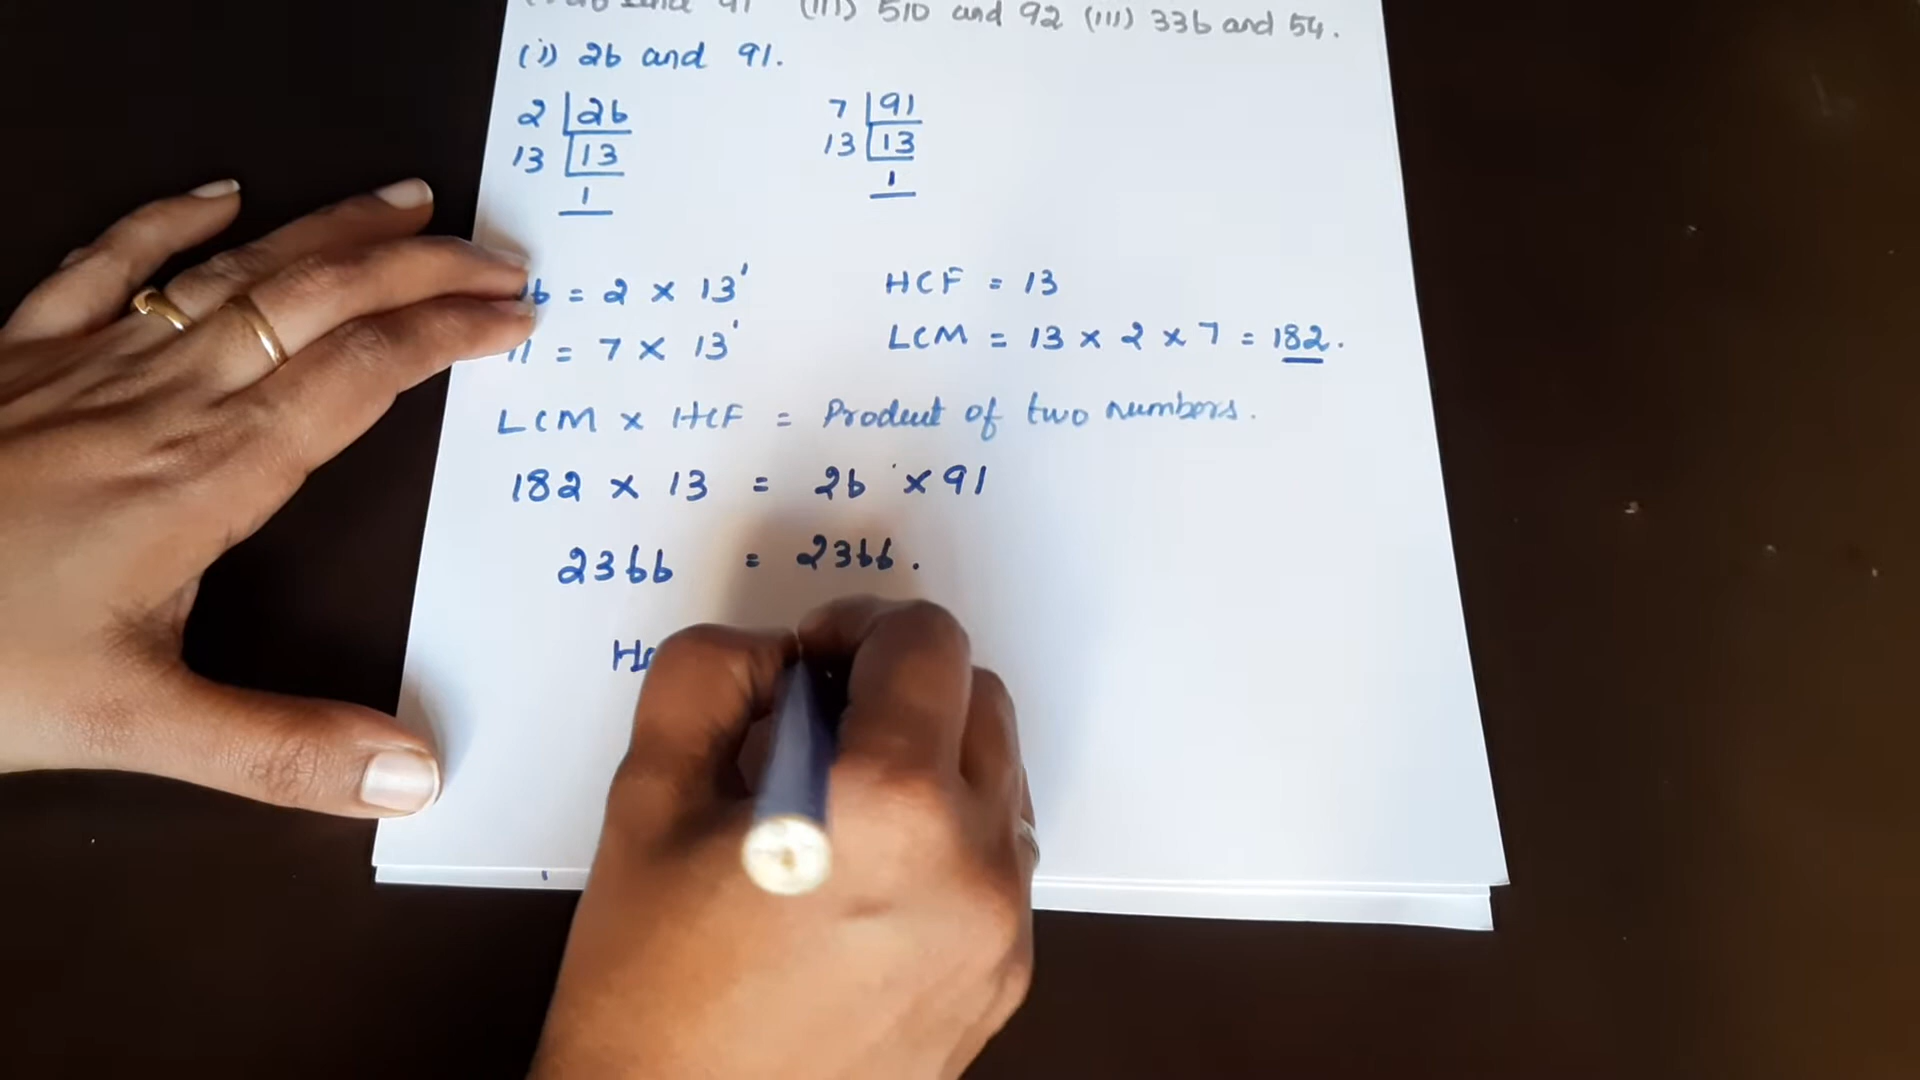 91 (ii) 510 and 92 (iii) 336 and 54.
(i) 26 and 91.
2 | 26
13 | 13
1
7 | 91
13 | 13
1
= 2 × 13'
= 7 × 13'
HCF = 13
LCM = 13 × 2 × 7 = 182.
LCM × HCF = Product of two numbers.
182 × 13 = 26 × 91
2366 = 2366.